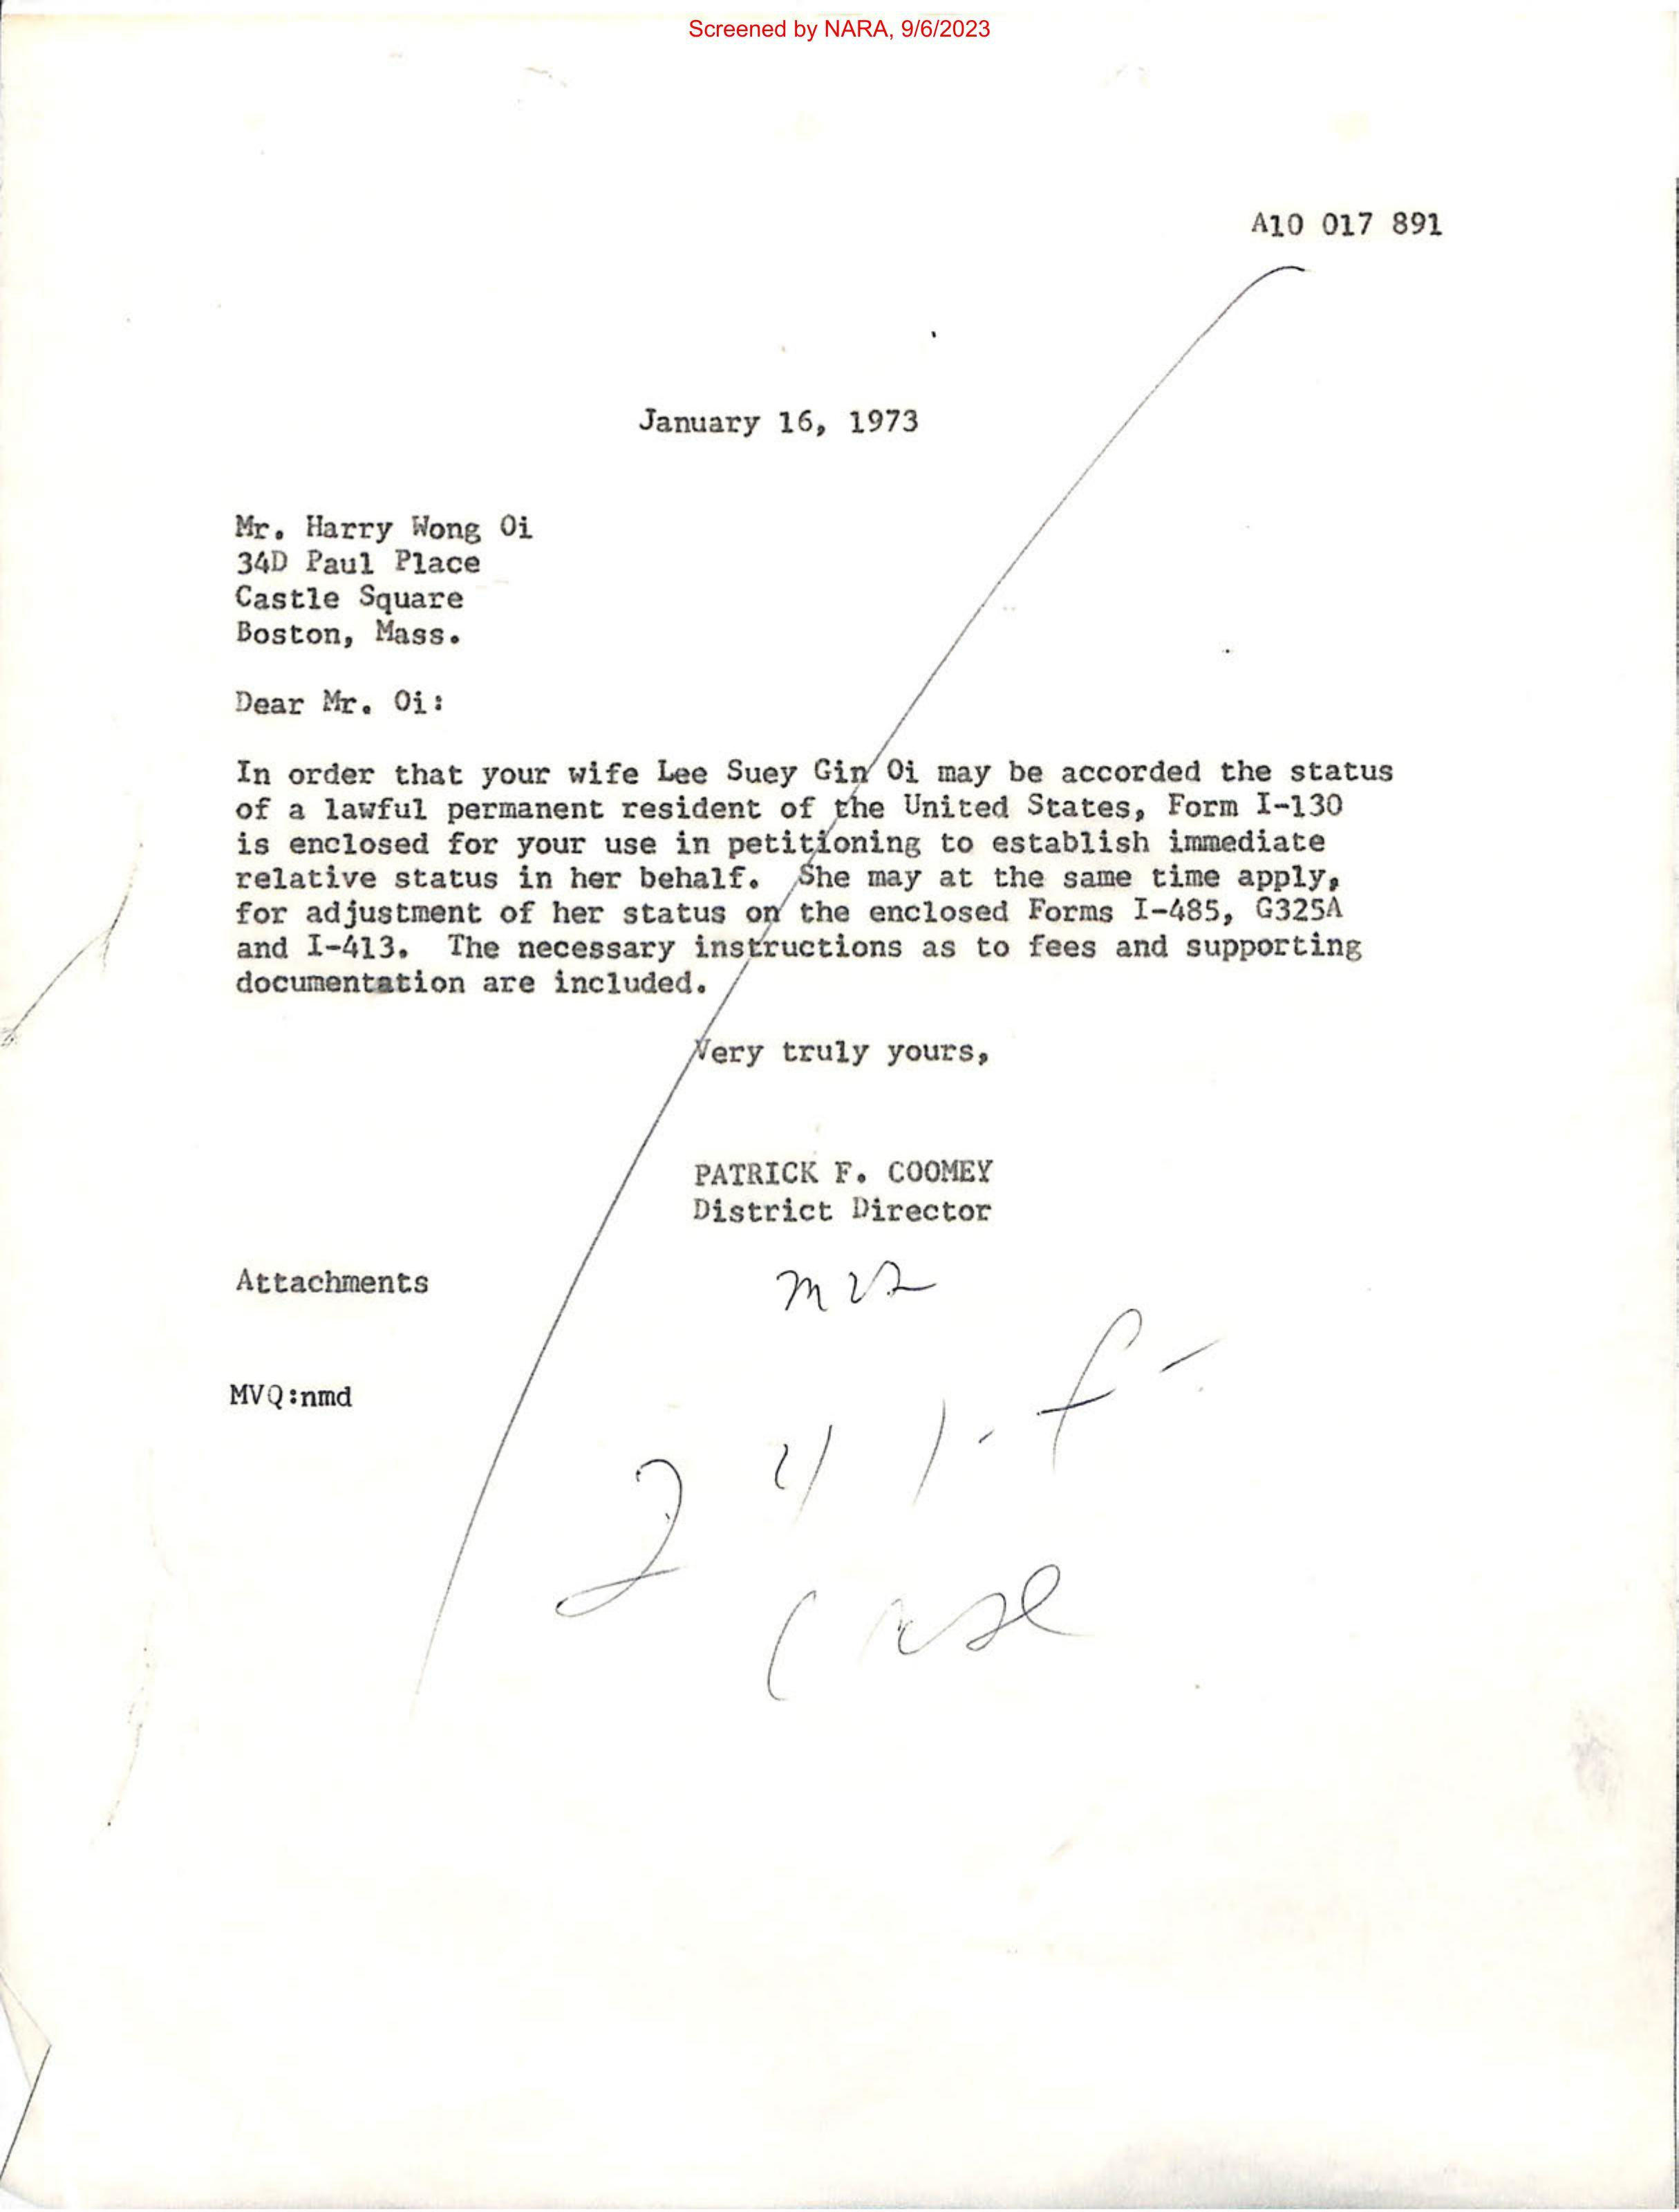 Screened by NARA, 9/6/2023
A10 017 891
January 16, 1973
Mr. Harry Wong Oi
34D Paul Place
Castle Square
Boston, Mass.
Dear Mr. Oi:
In order that your wife Lee Suey Gin Oi may be accorded the status
of a lawful permanent resident of the United States, Form I-130
is enclosed for your use in petitioning to establish immediate
relative status in her behalf. She may at the same time apply,
for adjustment of her status on the enclosed Forms I-485, G325A
and I-413. The necessary instructions as to fees and supporting
documentation are included.
Very truly yours,
PATRICK F. COOMEY
District Director
Attachments
MVQ:nmd
case